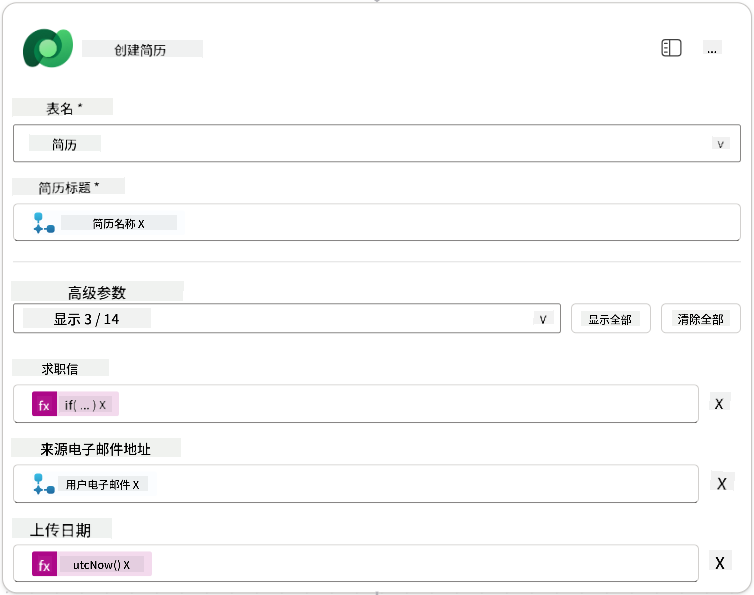 创建简历
...
表名 *
简历
v
简历标题 *
简历名称 X
高级参数
显示 3 / 14
v
显示全部
清除全部
求职信
fx if( ... ) X
X
来源电子邮件地址
用户电子邮件 X
X
上传日期
fx utcNow() X
X